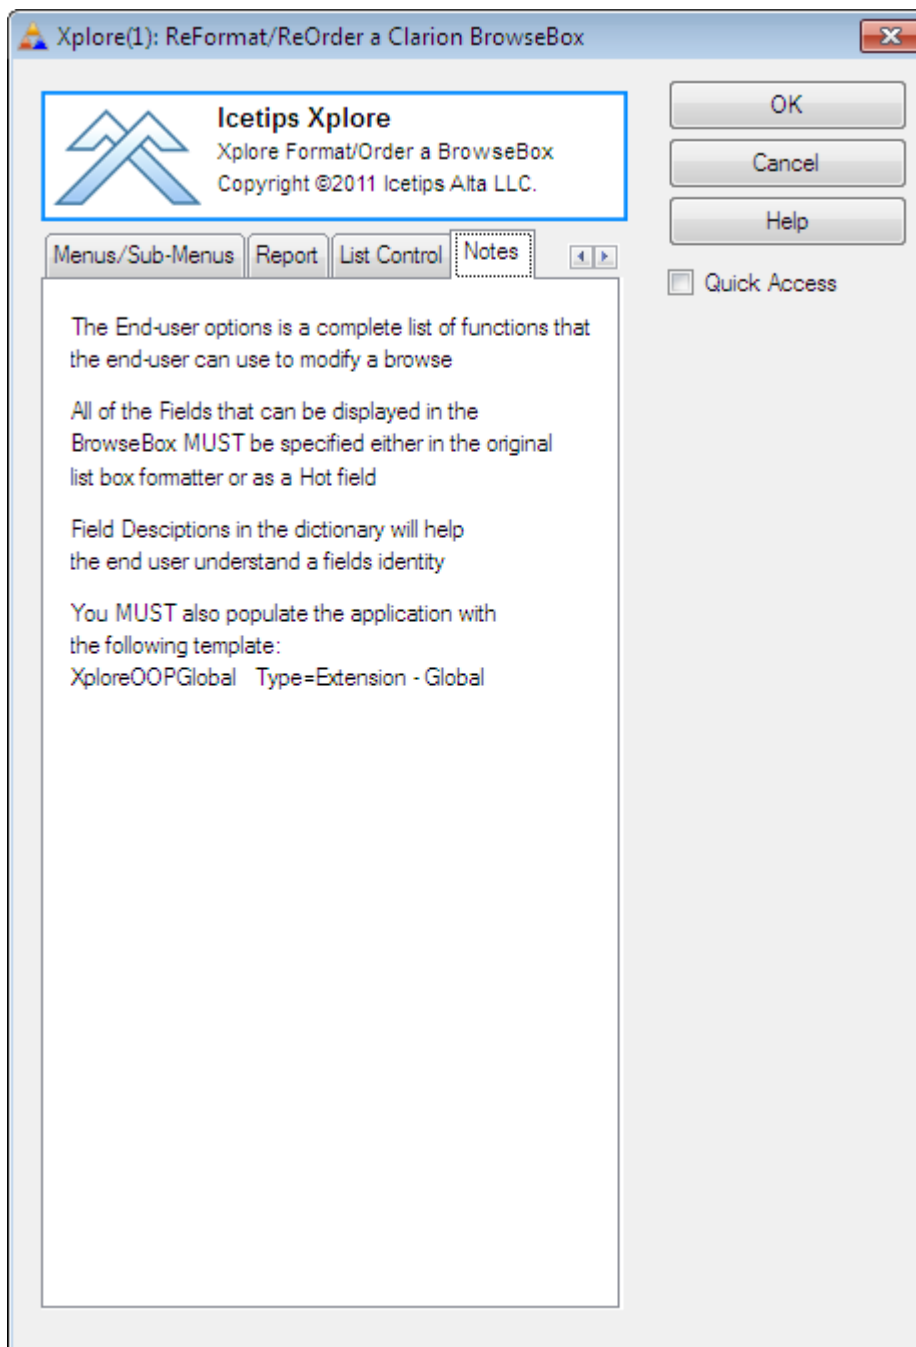 Xplore(1): ReFormat/ReOrder a Clarion BrowseBox
Icetips Xplore
Xplore Format/Order a BrowseBox
Copyright ©2011 Icetips Alta LLC.
OK
Cancel
Help
Quick Access
Menus/Sub-Menus Report List Control Notes
The End-user options is a complete list of functions that
the end-user can use to modify a browse
All of the Fields that can be displayed in the
BrowseBox MUST be specified either in the original
list box formatter or as a Hot field
Field Desciptions in the dictionary will help
the end user understand a fields identity
You MUST also populate the application with
the following template:
XploreOOPGlobal Type=Extension - Global